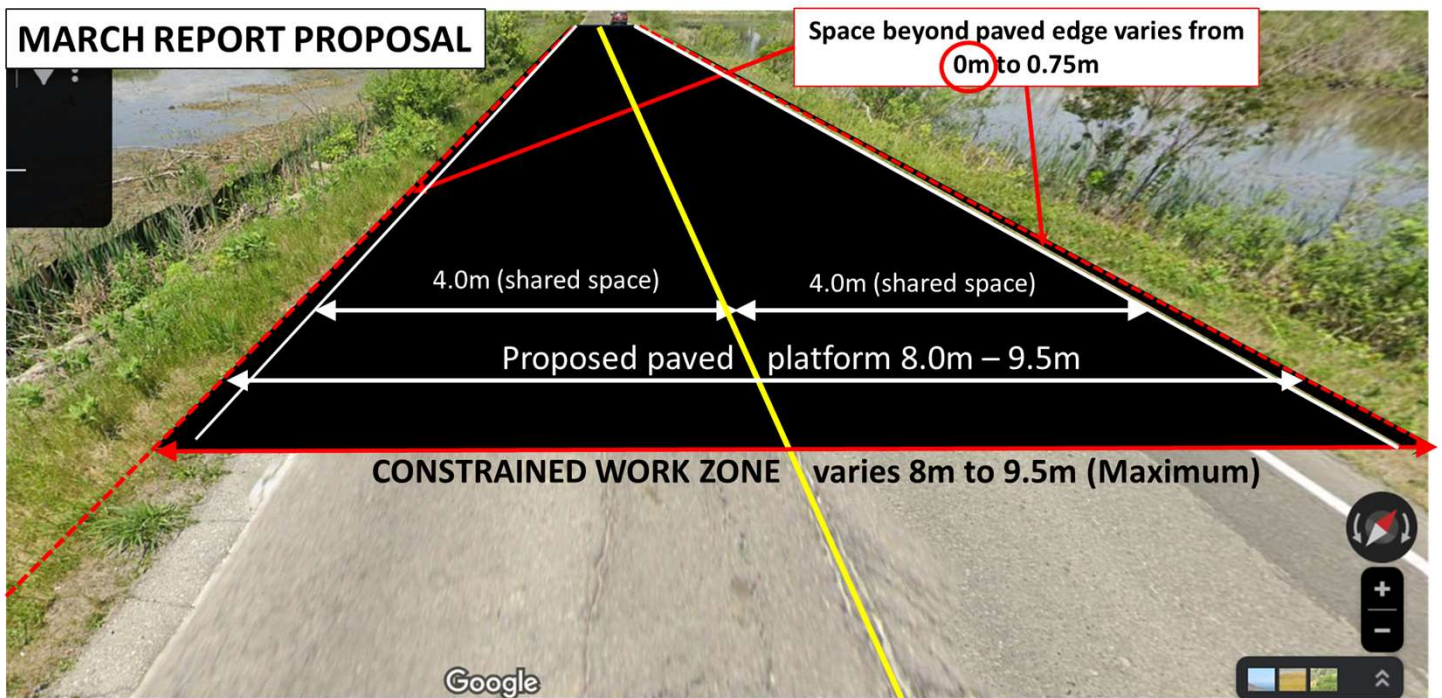 MARCH REPORT PROPOSAL
Space beyond paved edge varies from
0m to 0.75m
4.0m (shared space)
4.0m (shared space)
Proposed paved platform 8.0m – 9.5m
CONSTRAINED WORK ZONE varies 8m to 9.5m (Maximum)
+
−
Google